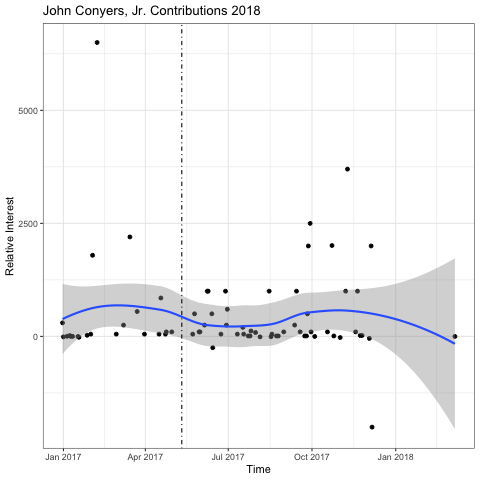 John Conyers, Jr. Contributions 2018
Relative Interest
5000
2500
0
Jan 2017 Apr 2017 Jul 2017 Oct 2017 Jan 2018
Time